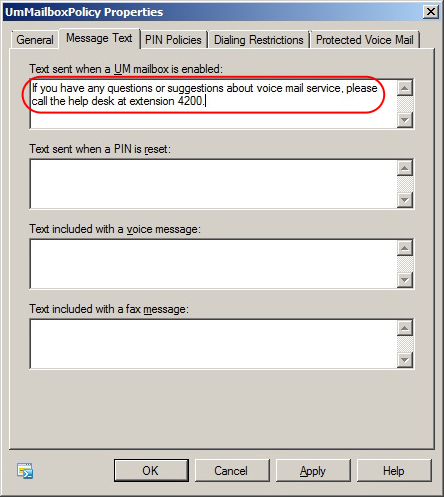 UmMailboxPolicy Properties
General Message Text PIN Policies Dialing Restrictions Protected Voice Mail
Text sent when a UM mailbox is enabled:
If you have any questions or suggestions about voice mail service, please
call the help desk at extension 4200.
Text sent when a PIN is reset:
Text included with a voice message:
Text included with a fax message:
OK Cancel Apply Help